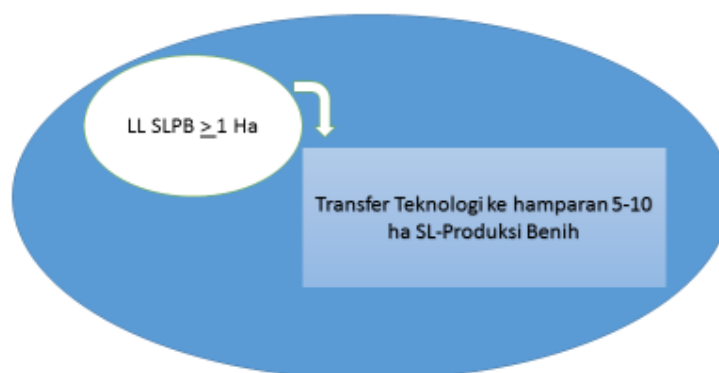 LL SLPB ≥ 1 Ha
Transfer Teknologi ke hamparan 5-10
ha SL-Produksi Benih